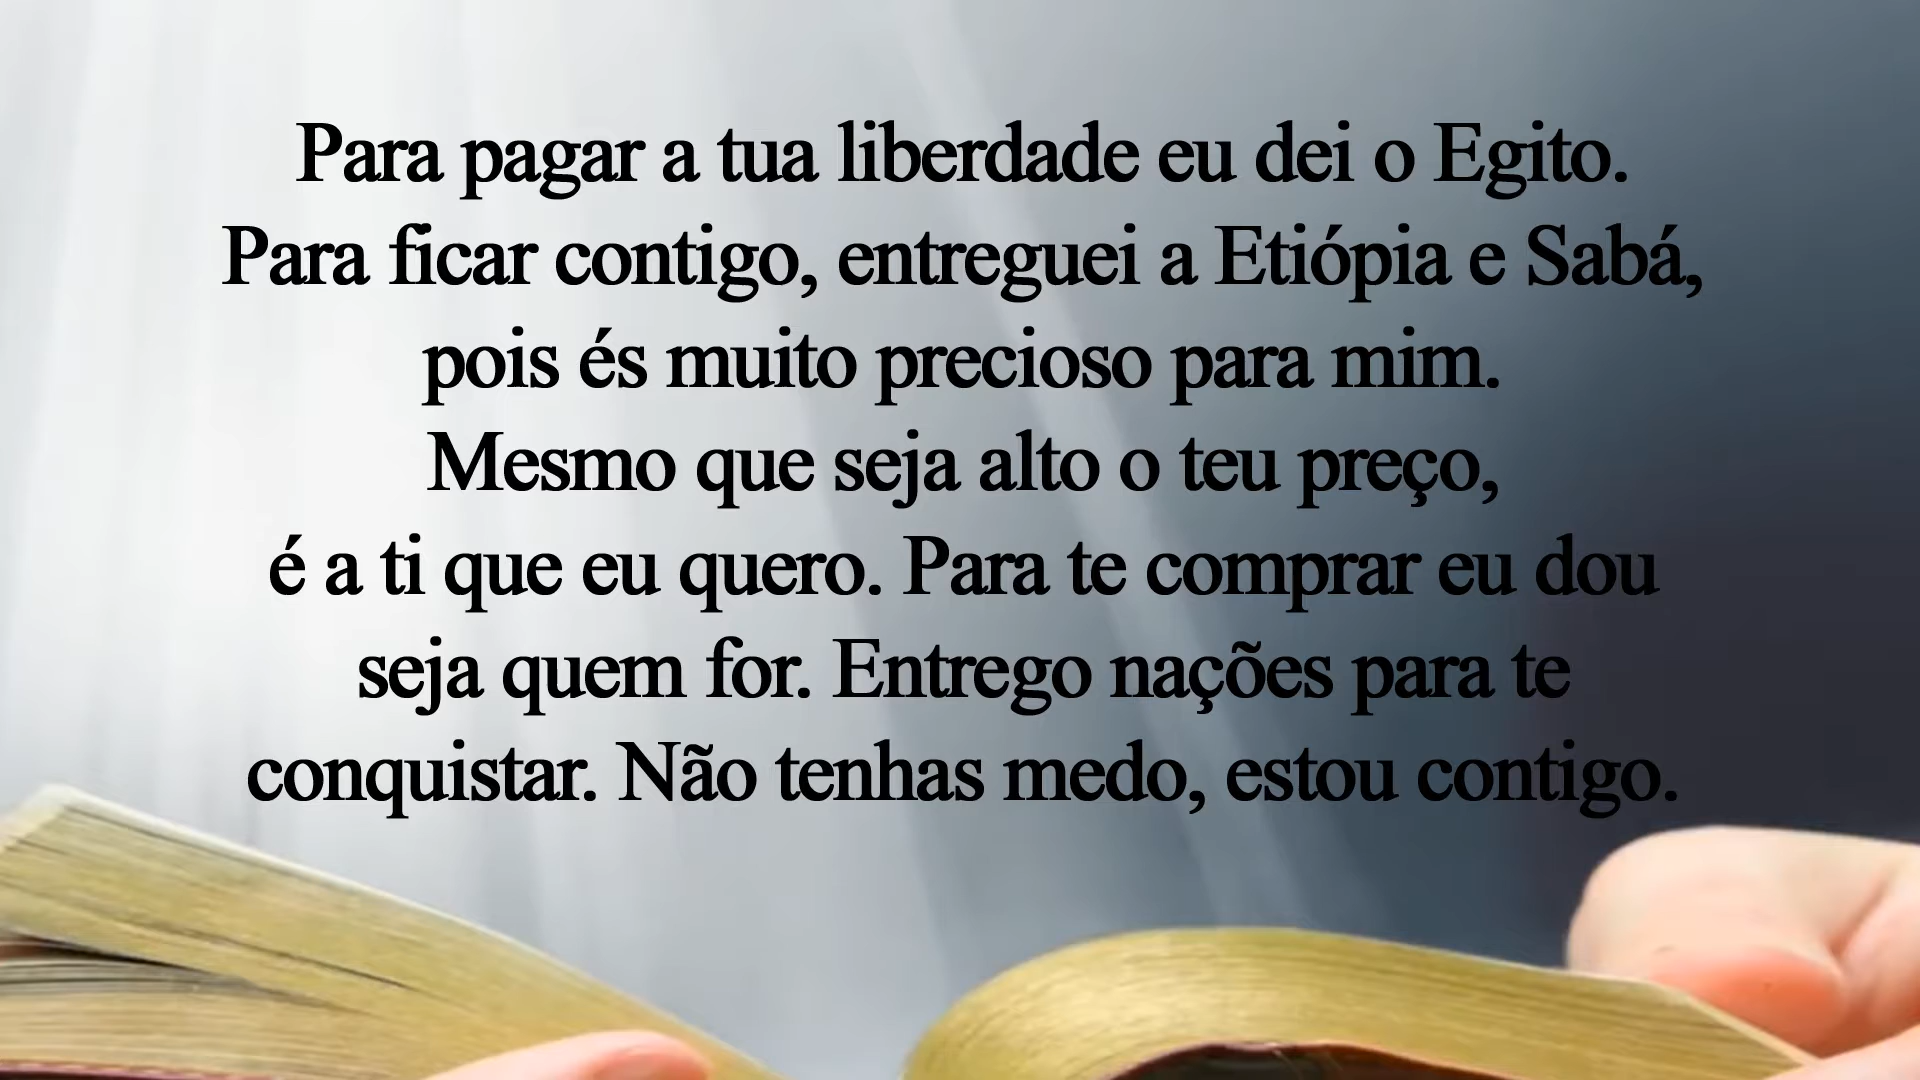 Para pagar a tua liberdade eu dei o Egito.
Para ficar contigo, entreguei a Etiópia e Sabá,
pois és muito precioso para mim.
Mesmo que seja alto o teu preço,
é a ti que eu quero. Para te comprar eu dou
seja quem for. Entrego nações para te
conquistar. Não tenhas medo, estou contigo.